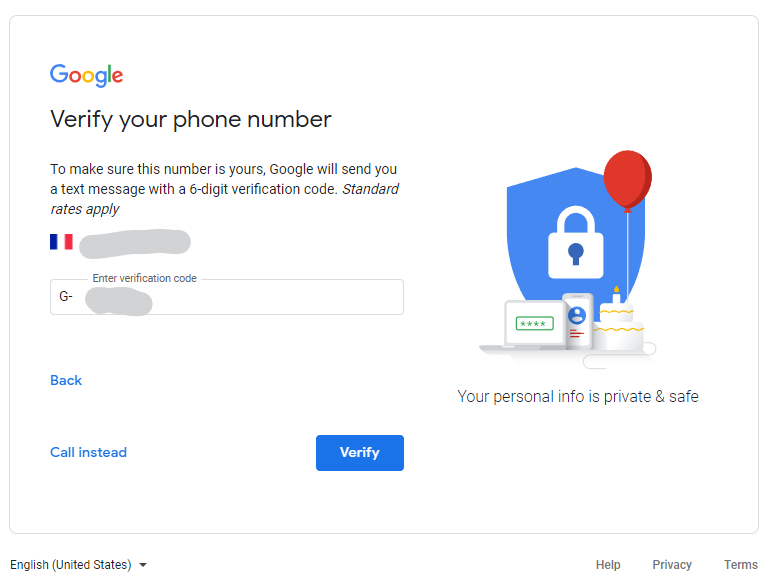 Google
Verify your phone number
To make sure this number is yours, Google will send you
a text message with a 6-digit verification code. Standard
rates apply
Enter verification code
G-
Back
Call instead
Verify
****
Your personal info is private & safe
English (United States)
Help
Privacy
Terms